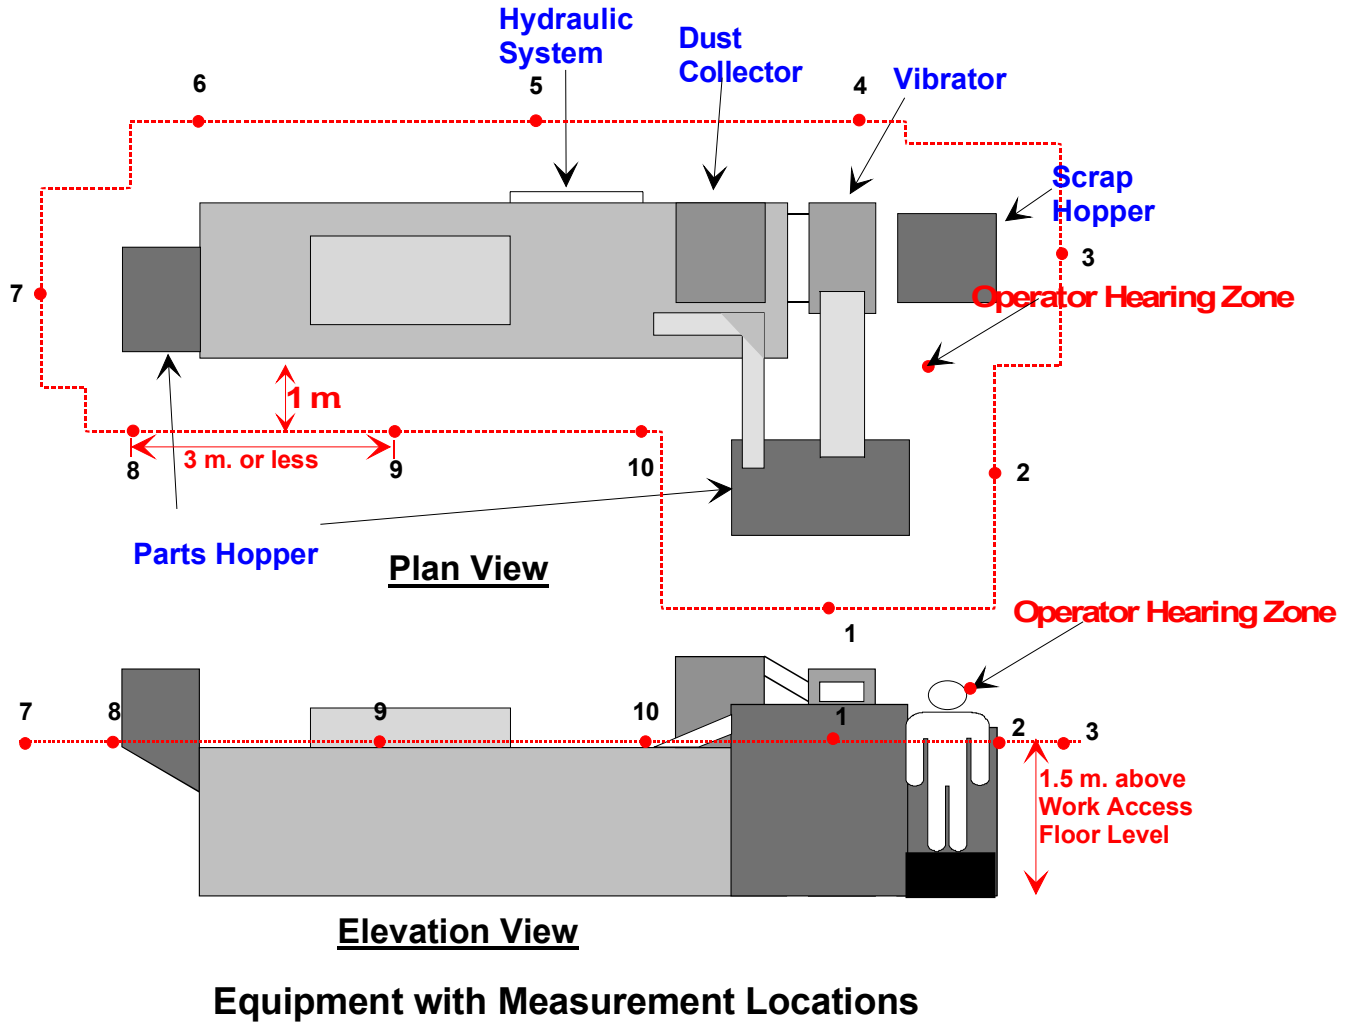 Hydraulic
System
Dust
Collector
Vibrator
6
5
4
Scrap
Hopper
3
7
Operator Hearing Zone
1 m
3 m. or less
8
9
10
2
Parts Hopper
Plan View
1
Operator Hearing Zone
7
8
9
10
1
2
3
1.5 m. above
Work Access
Floor Level
Elevation View
Equipment with Measurement Locations